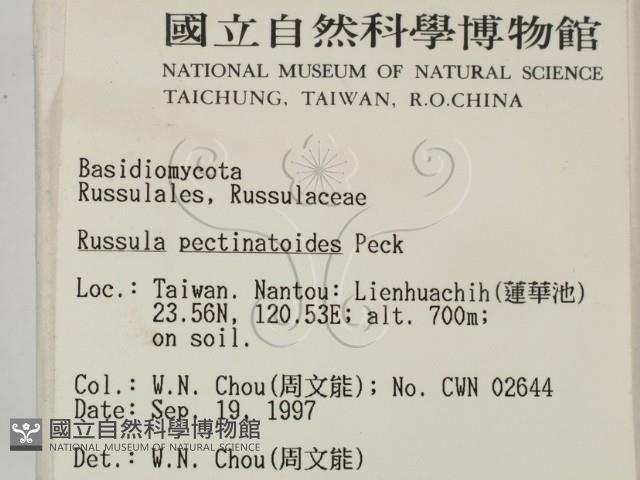 國立自然科學博物館
NATIONAL MUSEUM OF NATURAL SCIENCE
TAICHUNG, TAIWAN, R.O.CHINA
Basidiomycota
Russulales, Russulaceae
Russula pectinatoides Peck
Loc.: Taiwan. Nantou: Lienhuachih(蓮華池)
23.56N, 120.53E; alt. 700m;
on soil.
Col.: W.N. Chou(周文能); No. CWN 02644
Date: Sep. 19, 1997
國立自然科學博物館
NATIONAL MUSEUM OF NATURAL SCIENCE
Det.: W.N. Chou(周文能)